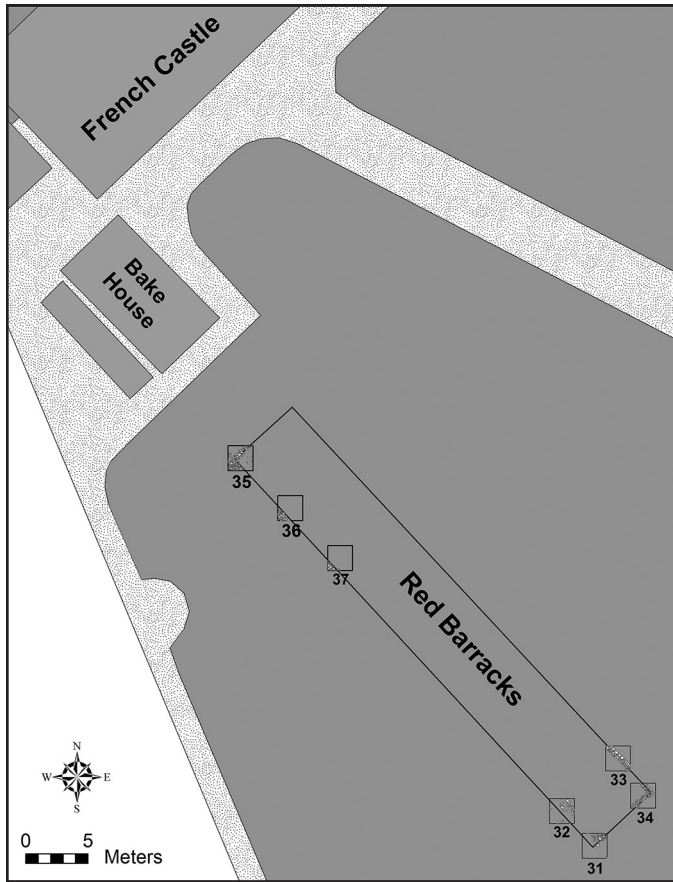 French Castle
Bake
House
35
36
37
Red Barracks
33
34
32
31
N
W E
S
0 5
Meters